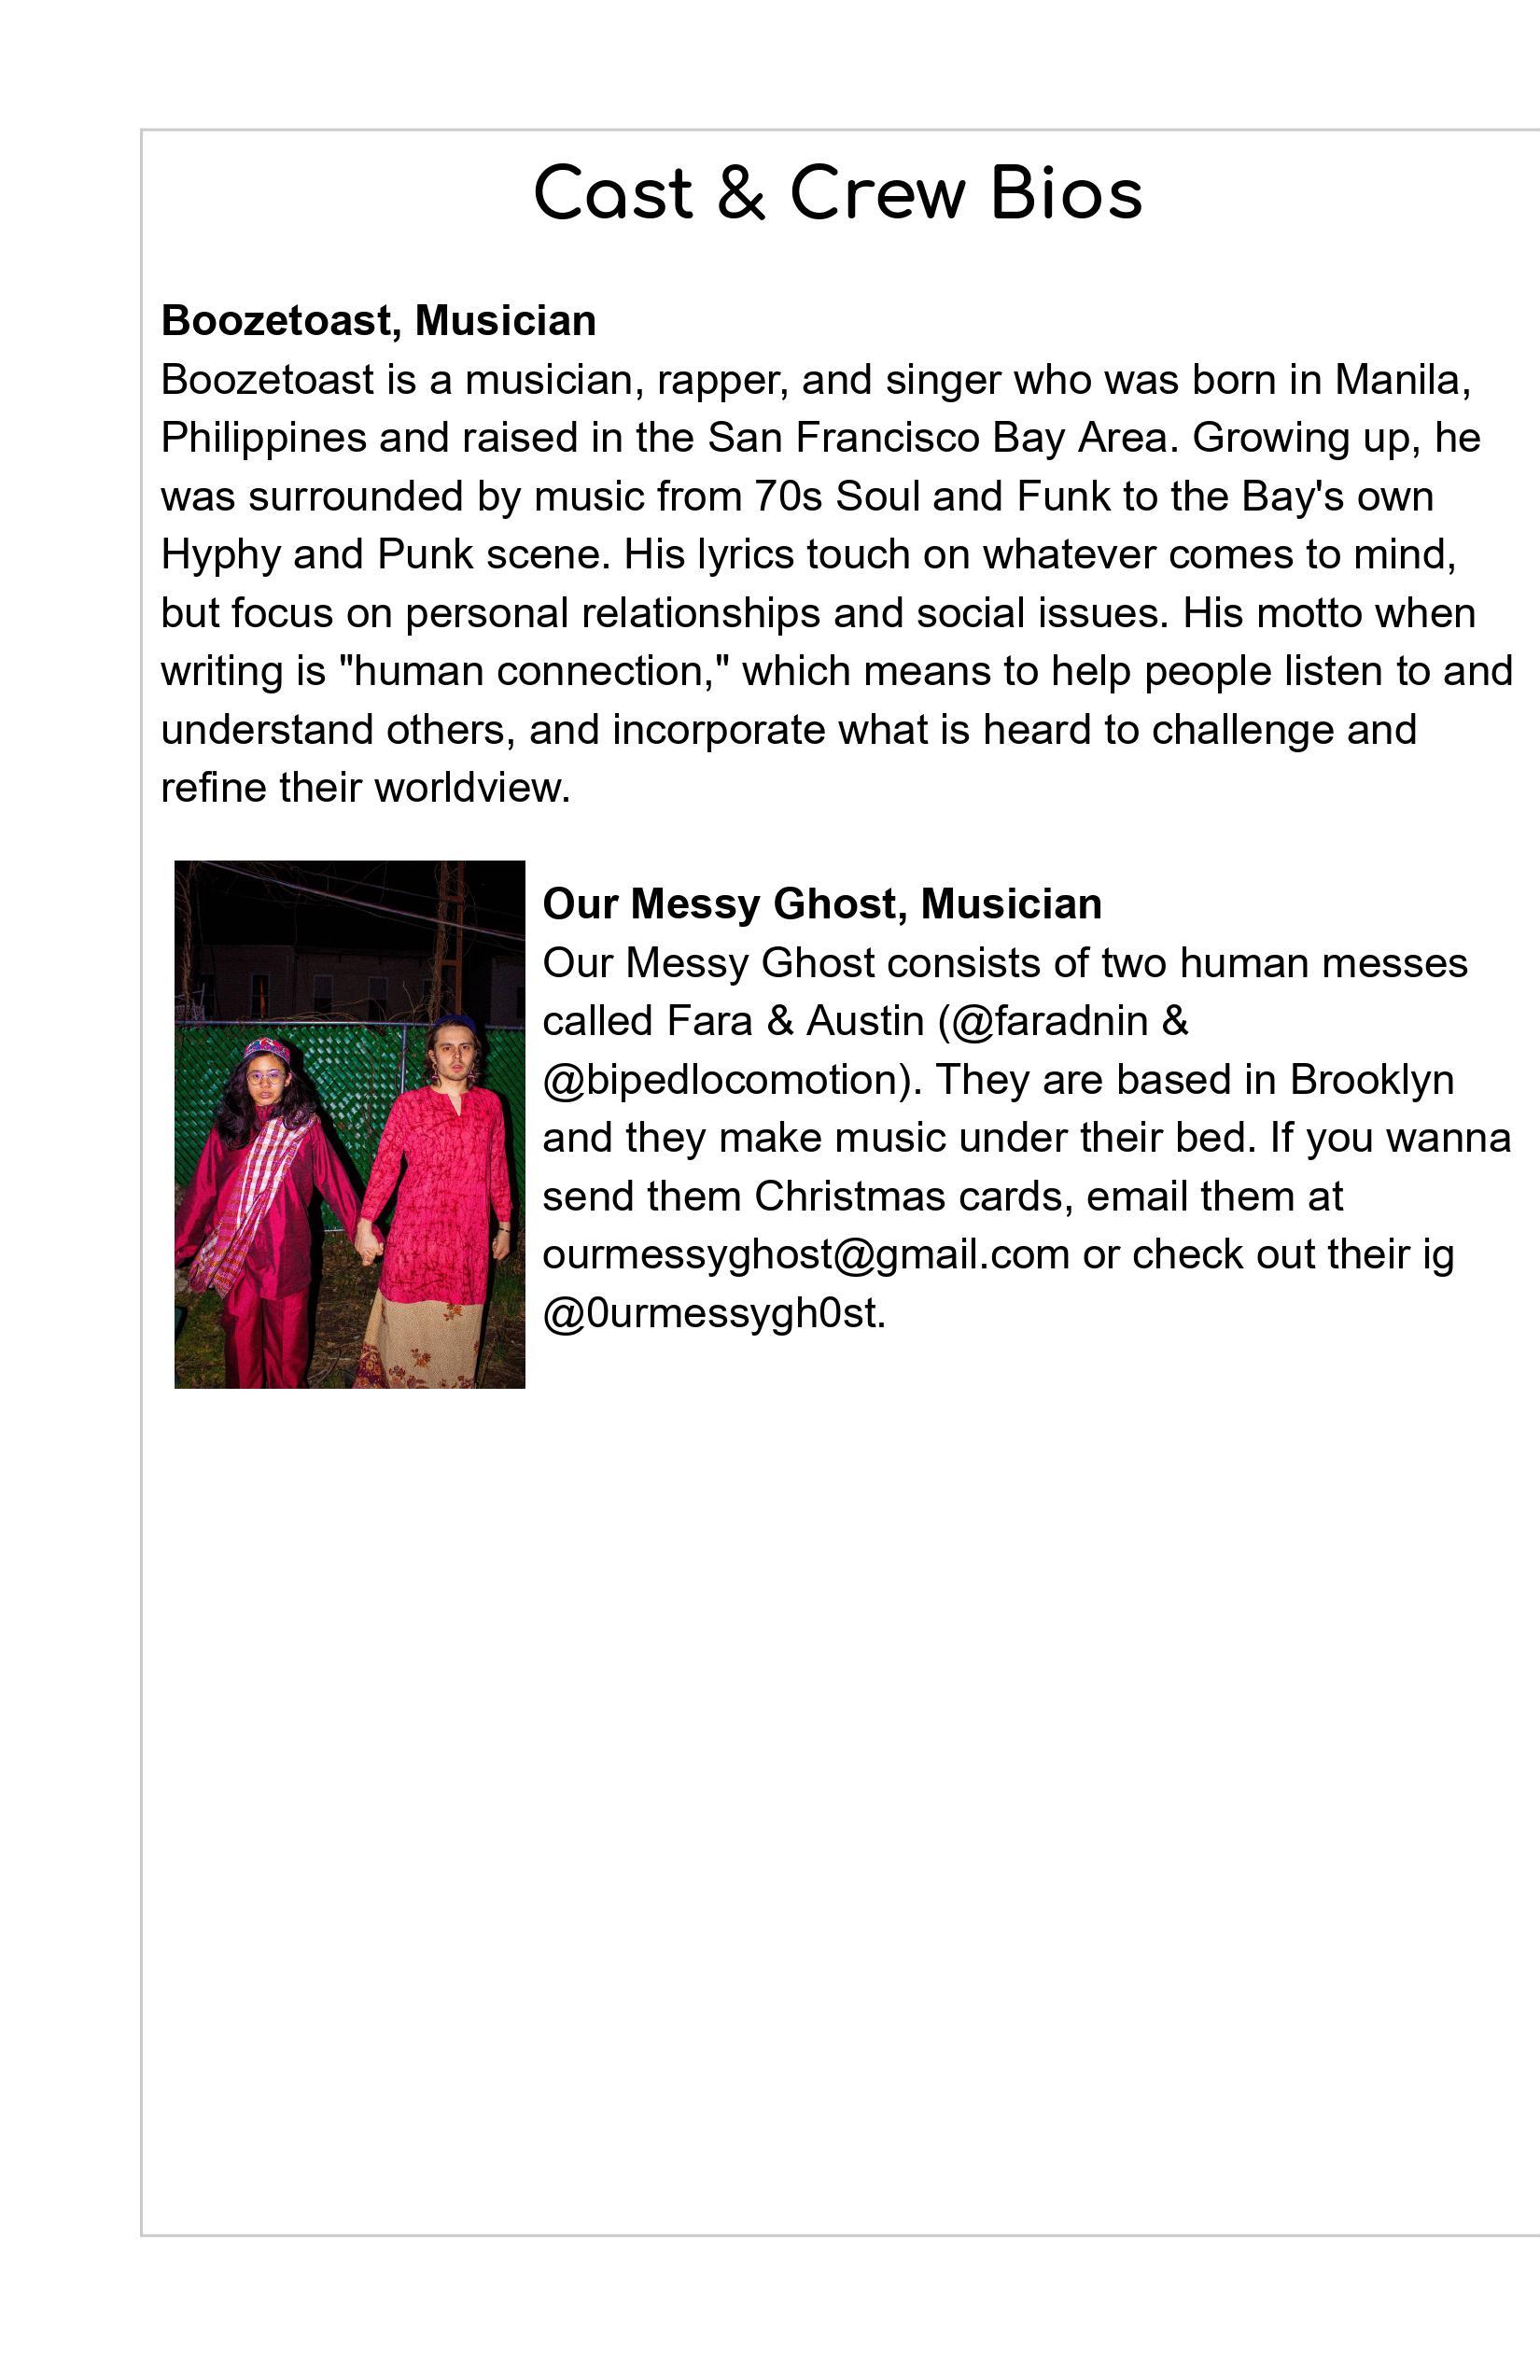 Cast & Crew Bios
Boozetoast, Musician
Boozetoast is a musician, rapper, and singer who was born in Manila,
Philippines and raised in the San Francisco Bay Area. Growing up, he
was surrounded by music from 70s Soul and Funk to the Bay's own
Hyphy and Punk scene. His lyrics touch on whatever comes to mind,
but focus on personal relationships and social issues. His motto when
writing is "human connection," which means to help people listen to and
understand others, and incorporate what is heard to challenge and
refine their worldview.
Our Messy Ghost, Musician
Our Messy Ghost consists of two human messes
called Fara & Austin (@faradnin &
@bipedlocomotion). They are based in Brooklyn
and they make music under their bed. If you wanna
send them Christmas cards, email them at
ourmessyghost@gmail.com or check out their ig
@0urmessygh0st.